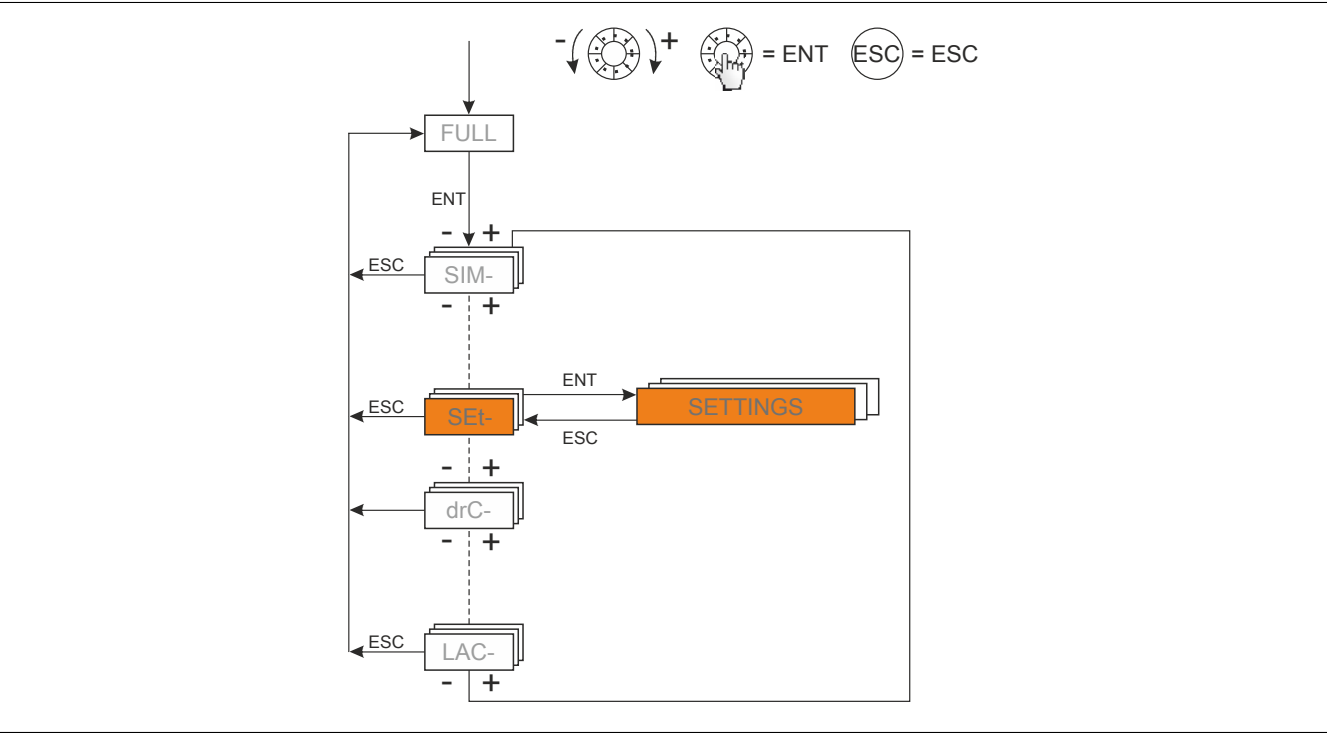 - + = ENT ESC = ESC
FULL
ENT
- +
ESC SIM-
- +
ENT
ESC SEt- SETTINGS
ESC
- +
drC-
- +
ESC LAC-
- +